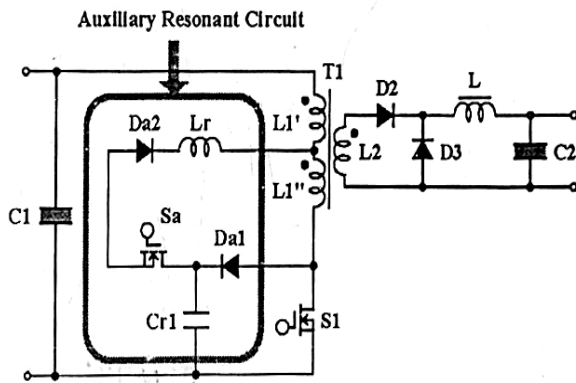 Auxiliary Resonant Circuit
T1
D2
L
Da2
Lr
L1'
L2
D3
C2
L1"
C1
Sa
Da1
Cr1
S1